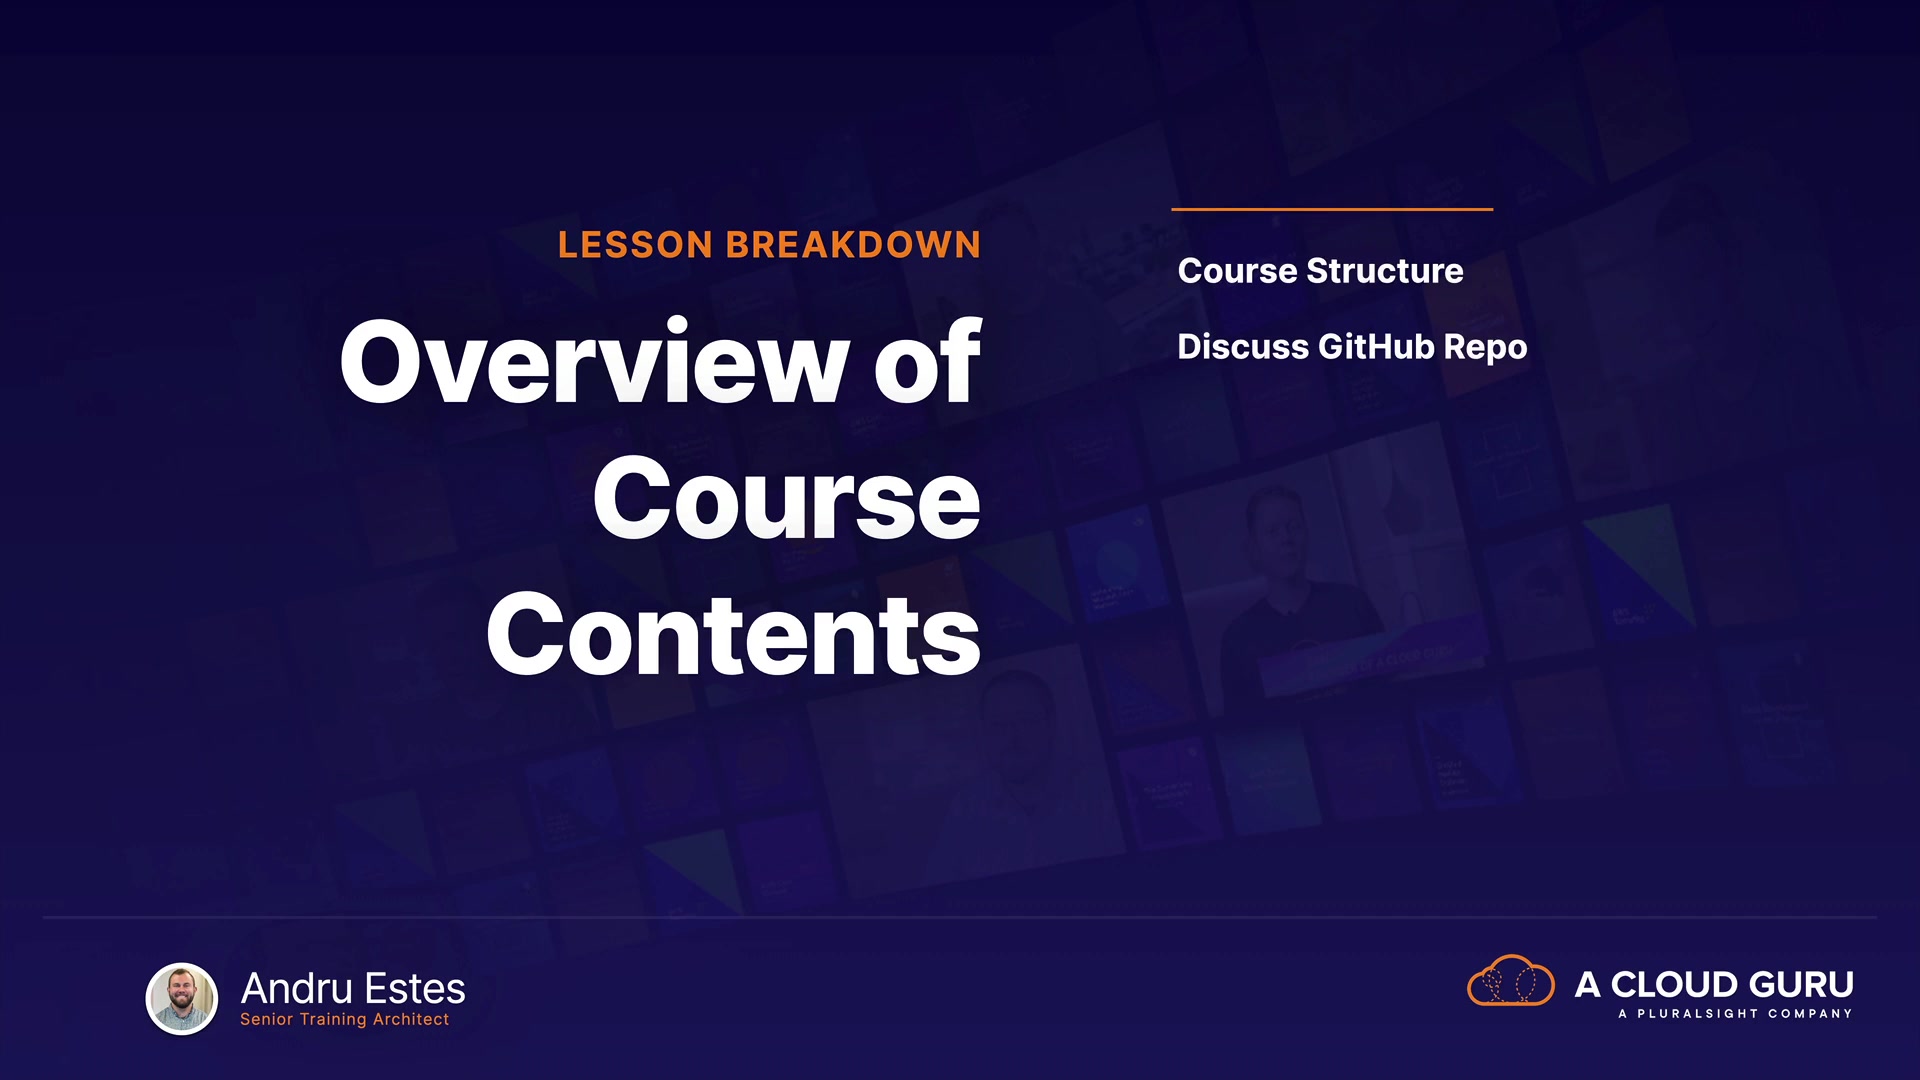 LESSON BREAKDOWN
Overview of
Course
Contents
Course Structure
Discuss GitHub Repo
Andru Estes
Senior Training Architect
A CLOUD GURU
A PLURALSIGHT COMPANY